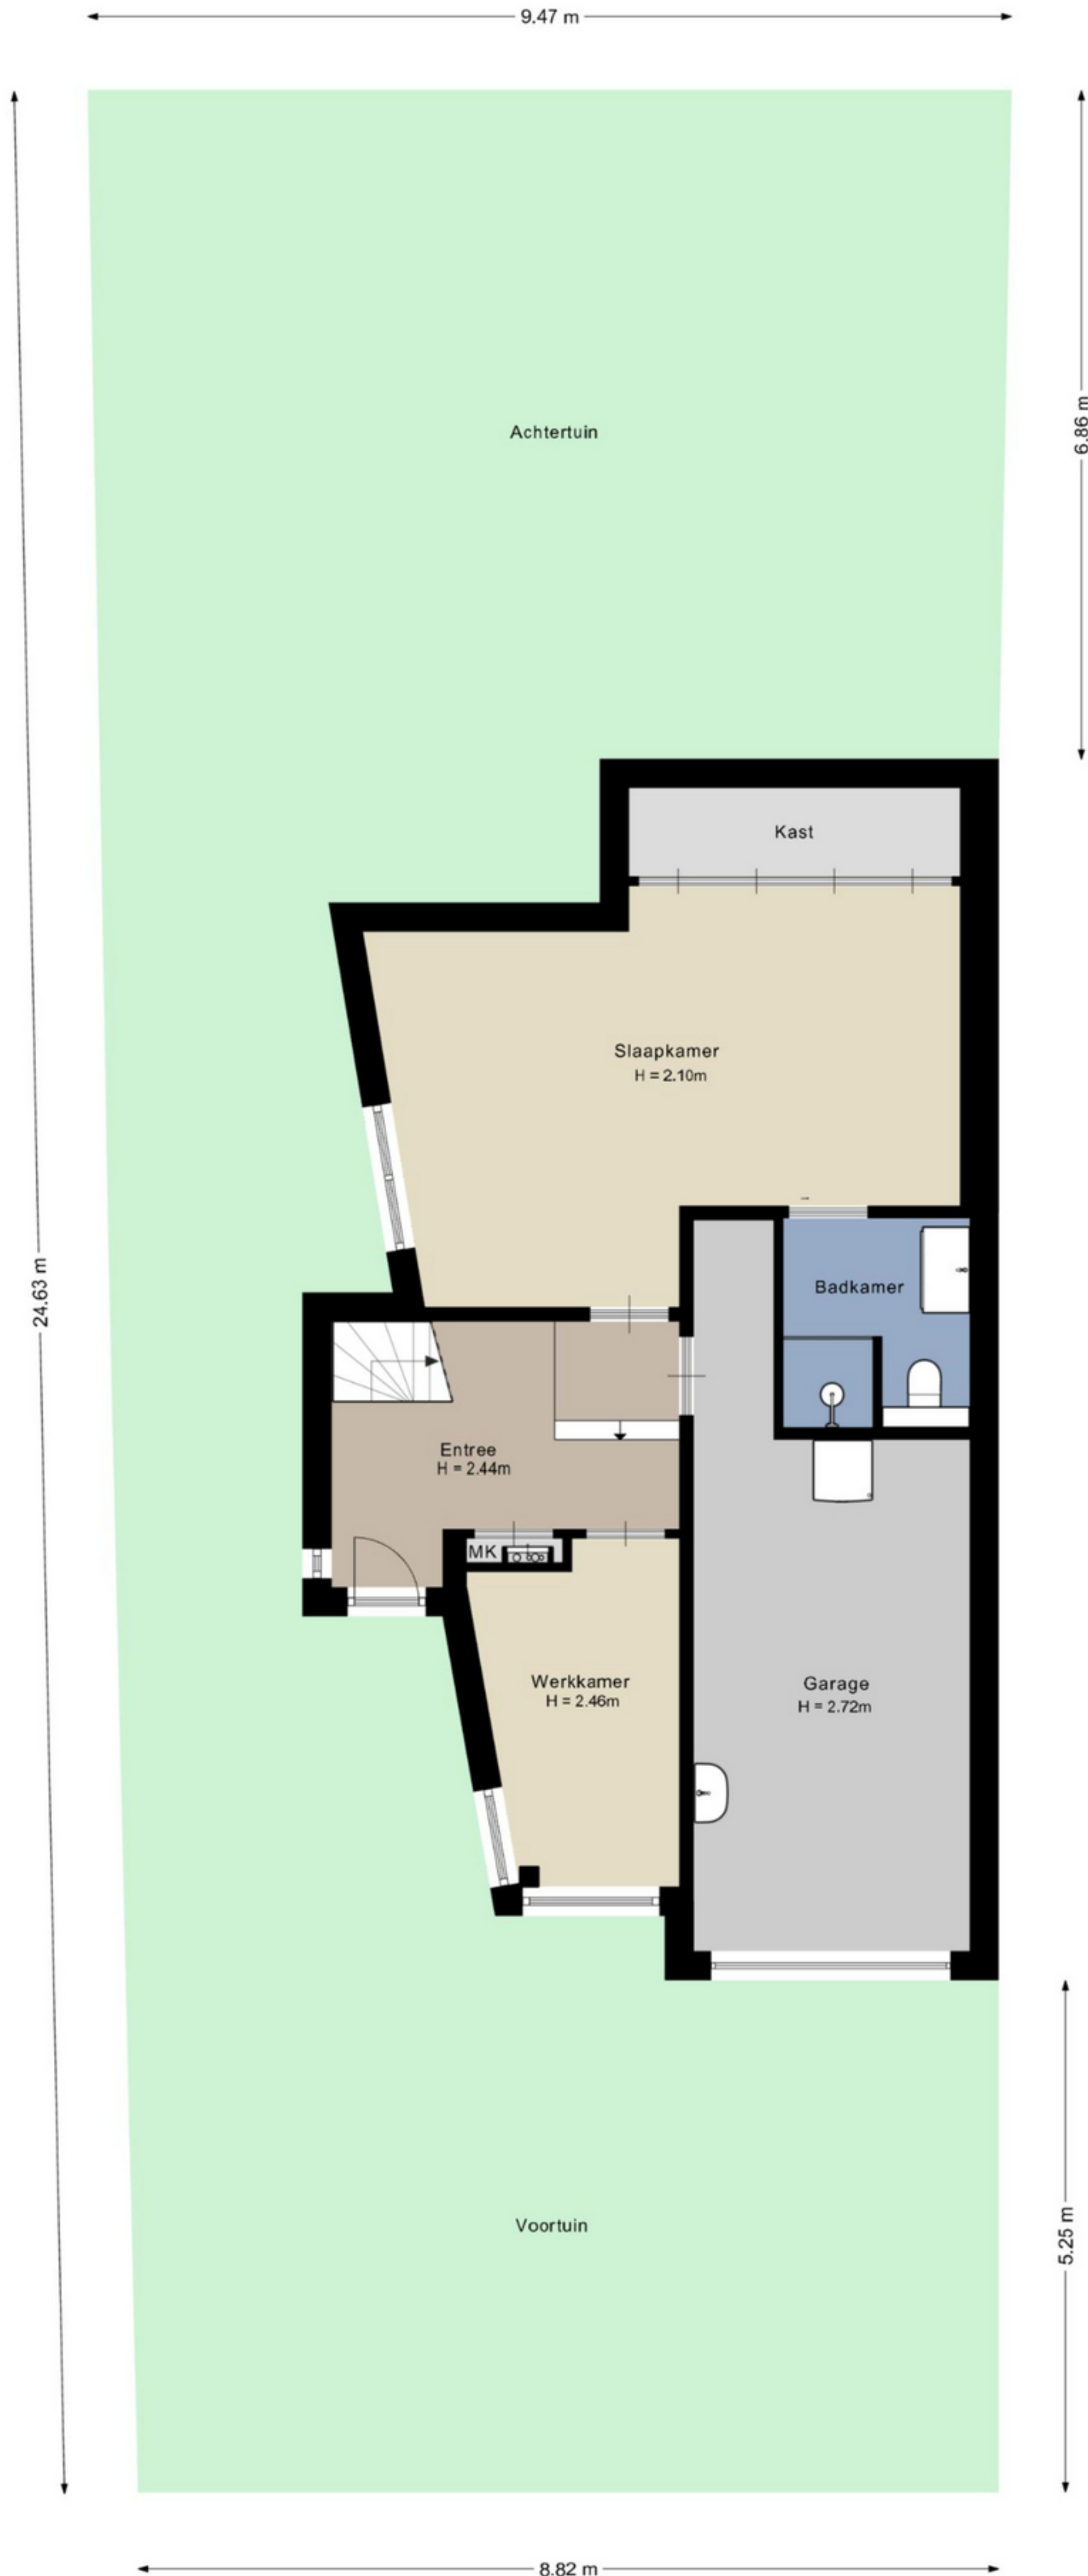 9.47 m
6.86 m
Achtertuin
Kast
Slaapkamer
H = 2.10m
24.63 m
Badkamer
Entree
H = 2.44m
MK
Werkkamer
H = 2.46m
Garage
H = 2.72m
Voortuin
5.25 m
8.82 m